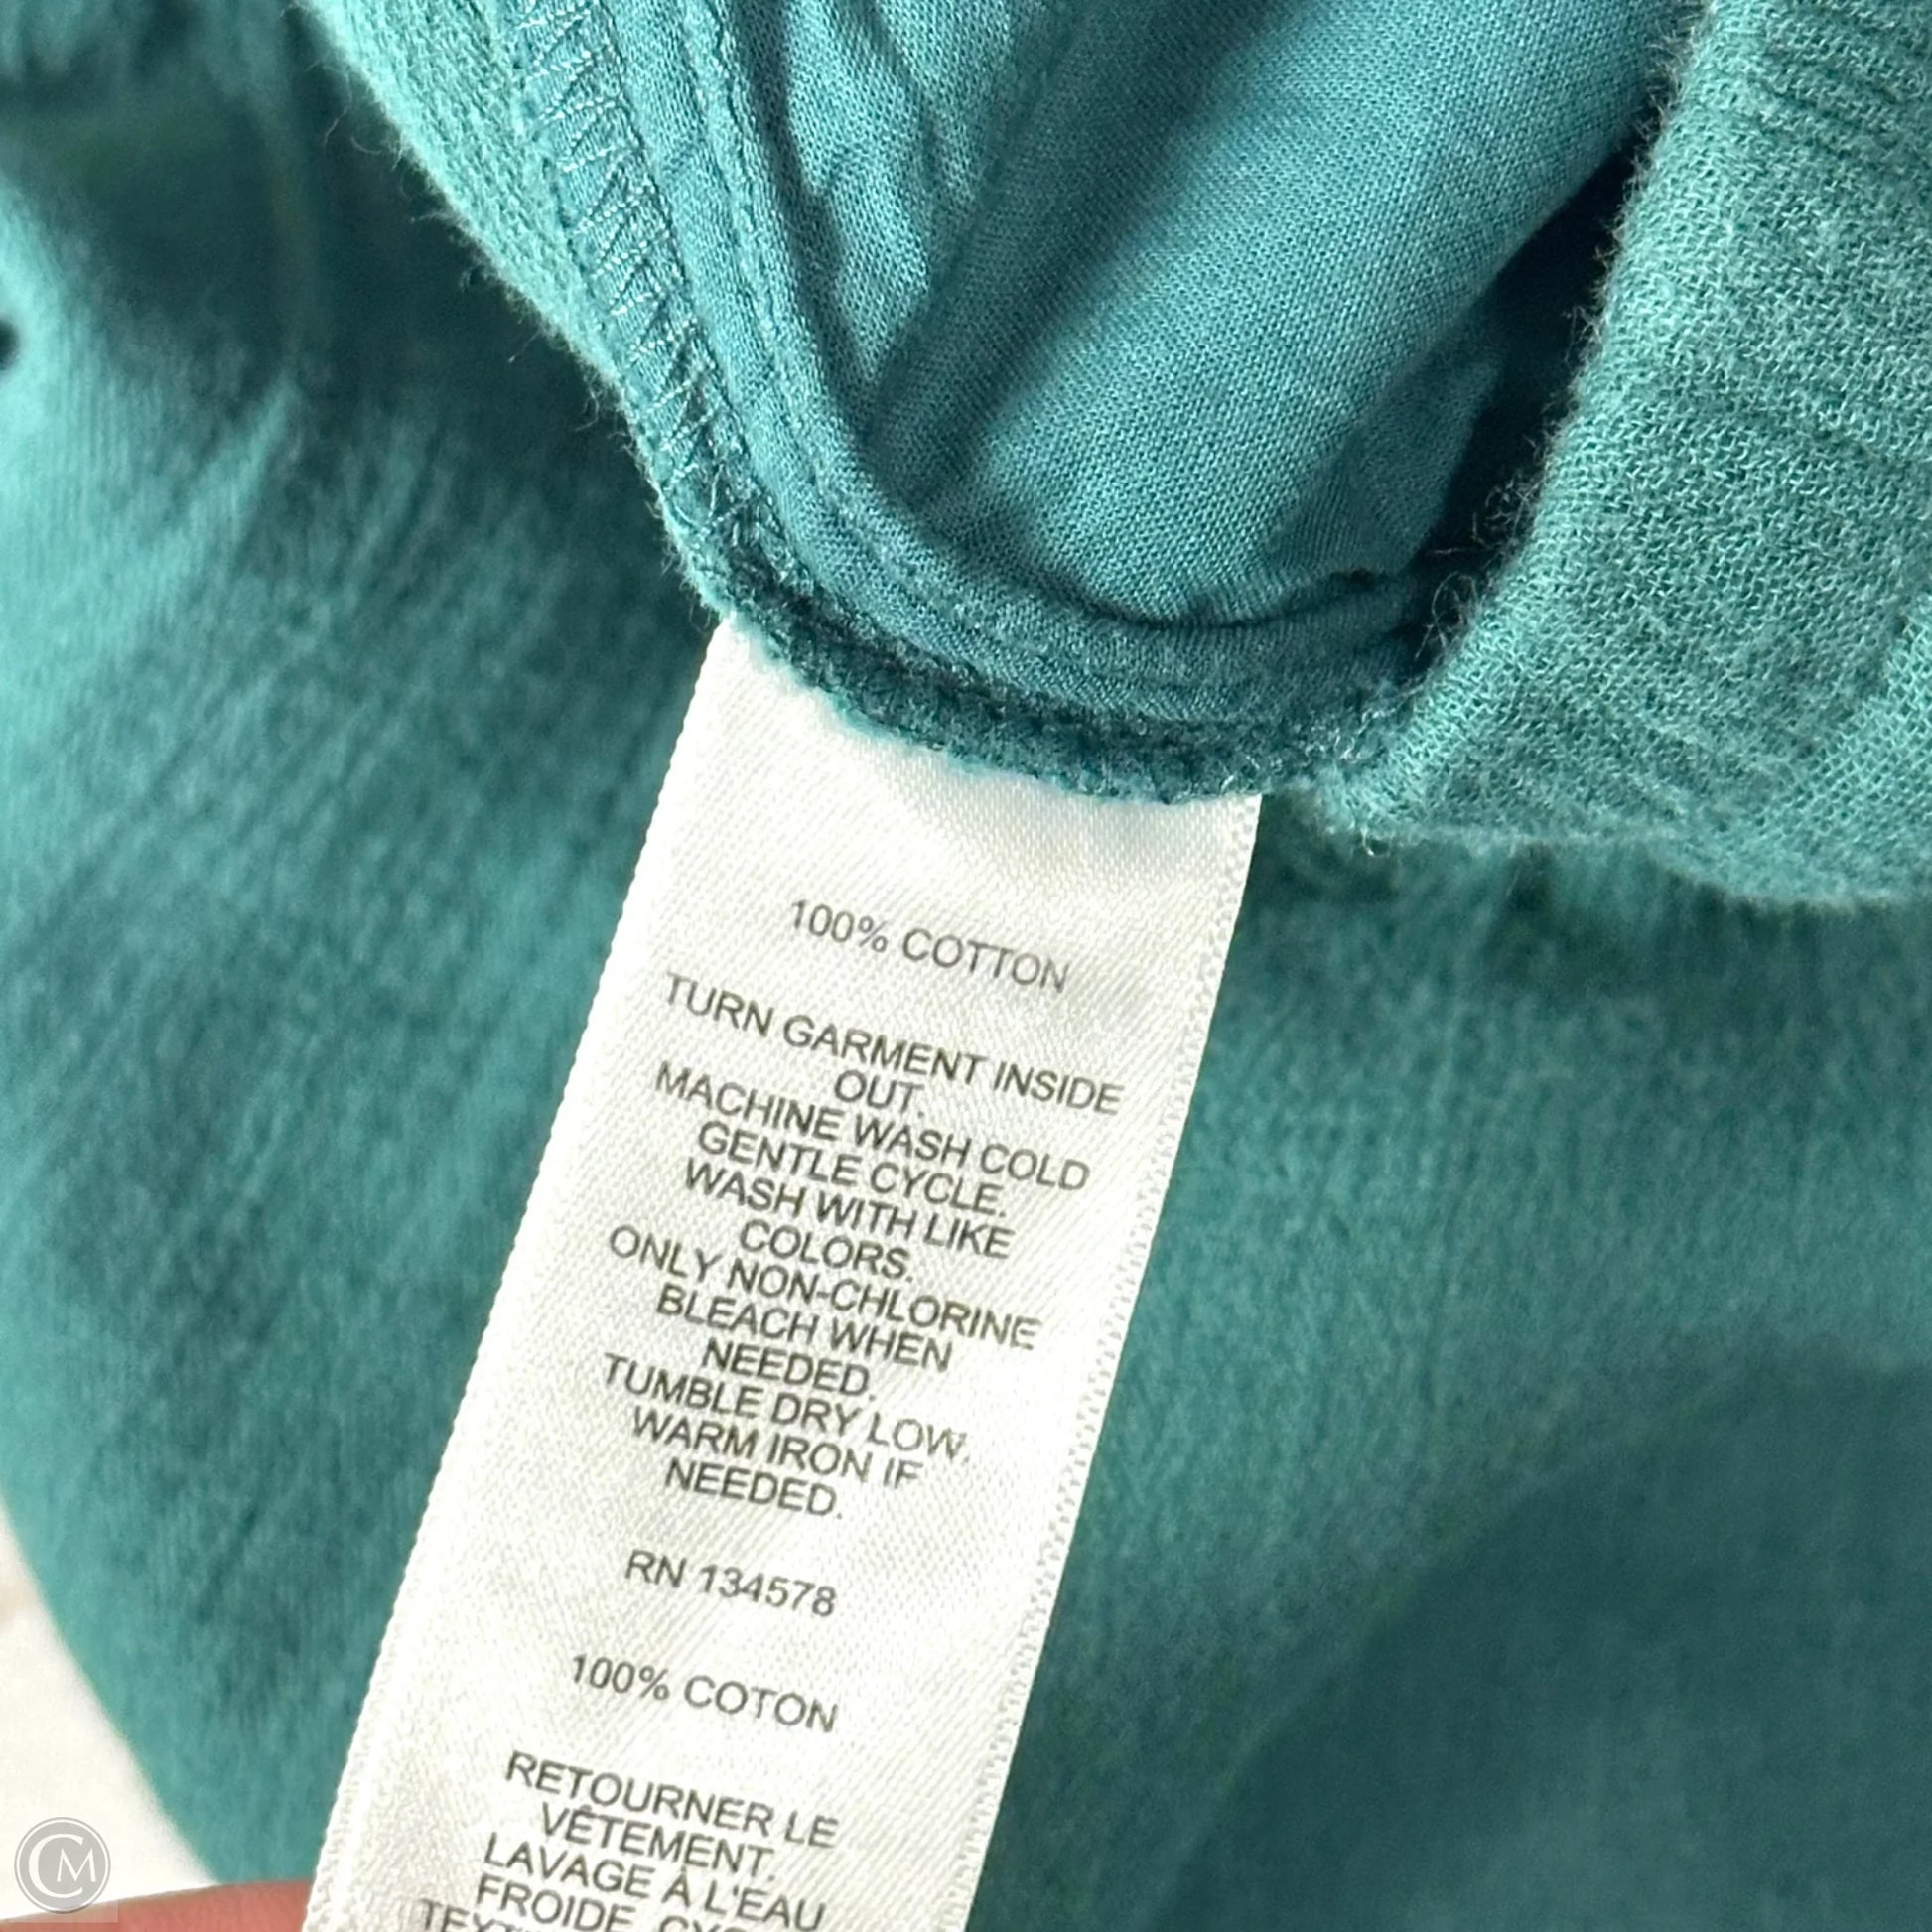 100% COTTON
TURN GARMENT INSIDE
OUT.
MACHINE WASH COLD
GENTLE CYCLE.
WASH WITH LIKE
COLORS.
ONLY NON-CHLORINE
BLEACH WHEN
NEEDED.
TUMBLE DRY LOW.
WARM IRON IF
NEEDED.
RN 134578
100% COTON
RETOURNER LE
VÊTEMENT.
LAVAGE À L'EAU
FROIDE
CM